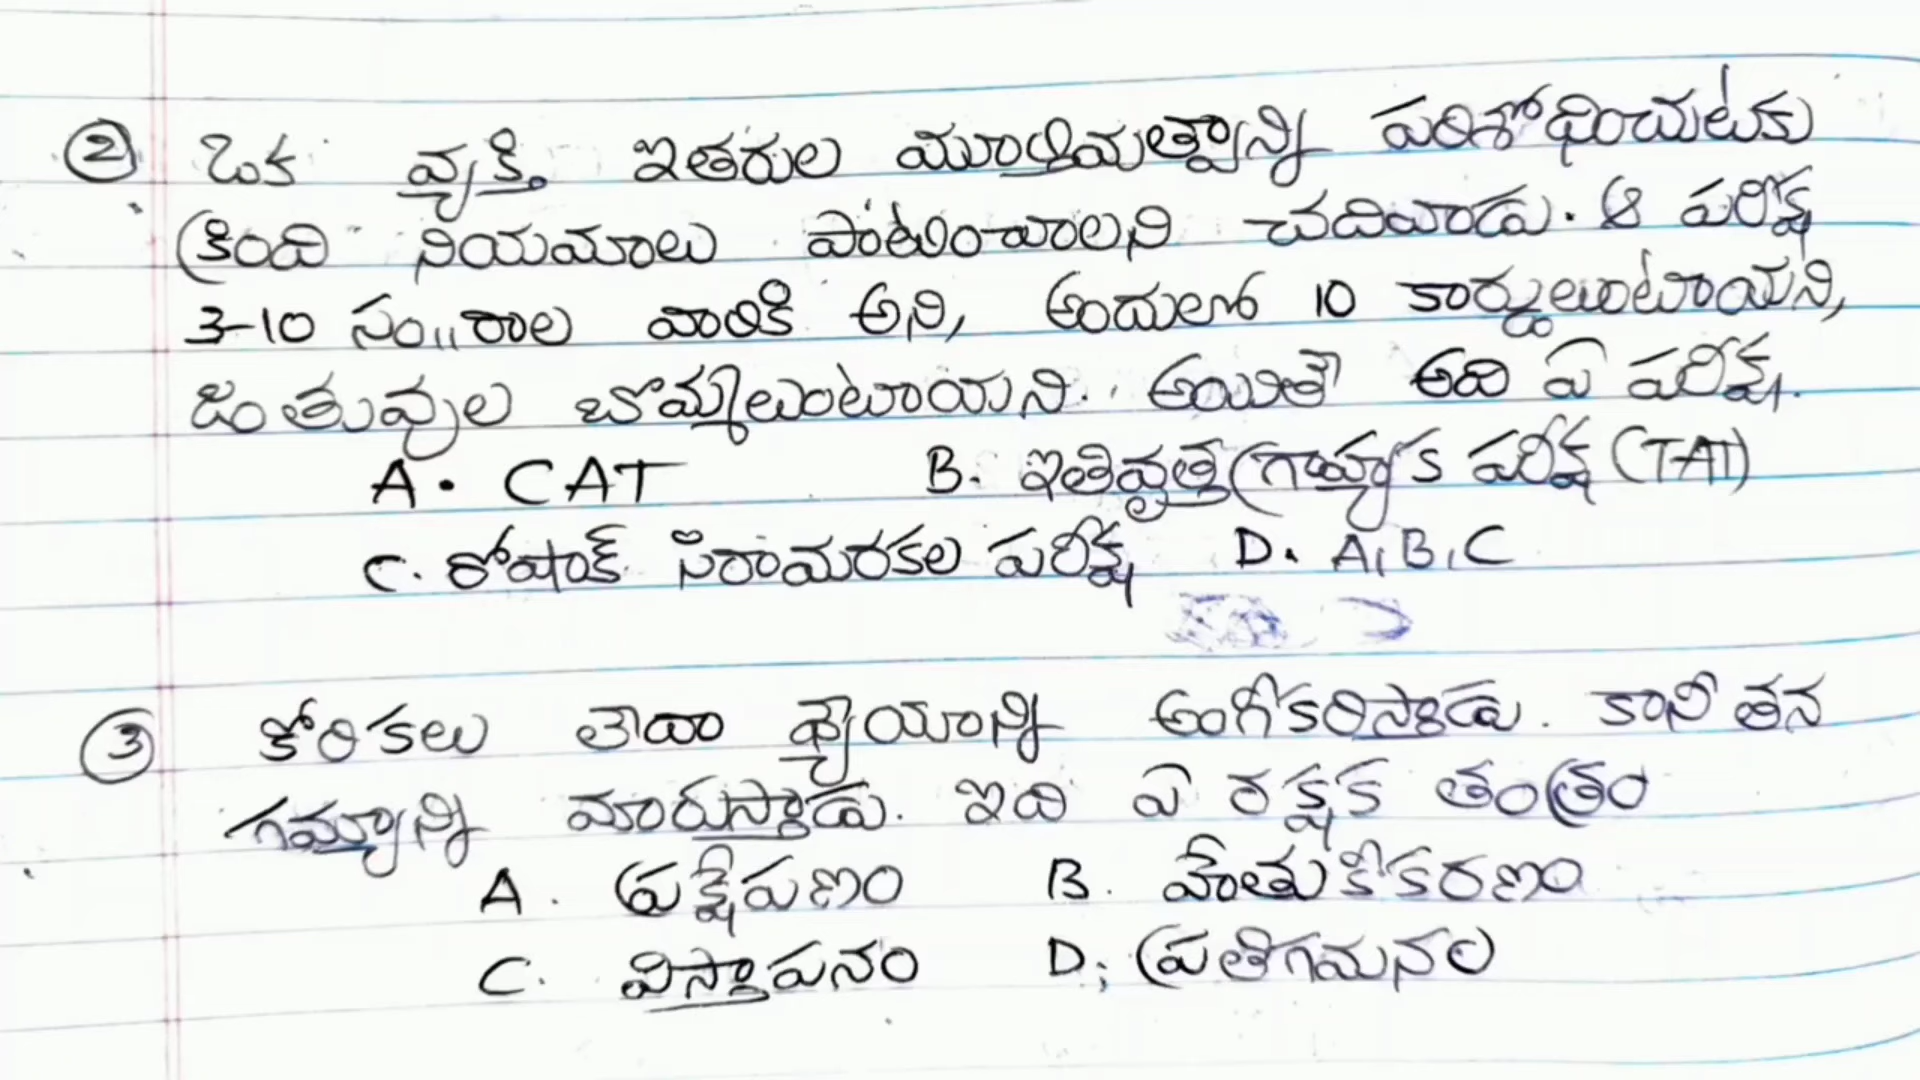 ② ఒక వ్యక్తి ఇతరుల మూర్తిమత్వాన్ని పరిశోధించుటకు
క్రింది నియమాలు పాటించాలని చదివాడు. ఆ పరీక్ష
3-10 సం॥రాల వారికి అని, అందులో 10 కార్డులుంటాయని,
జంతువుల బొమ్మలుంటాయని. అయితే అది ఏ పరీక్ష.
A. CAT B. ఇతివృత్త గ్రాహ్యక పరీక్ష (TAT)
C. రోషాక్ సిరామరకల పరీక్ష D. A, B, C
③ కోరికలు లేదా ధ్యేయాన్ని అంగీకరిస్తాడు. కానీ తన
గమ్యాన్ని మారుస్తాడు. ఇది ఏ రక్షక తంత్రం
A. ప్రక్షేపణం B. హేతుకీకరణం
C. విస్తాపనం D. ప్రతిగమనం